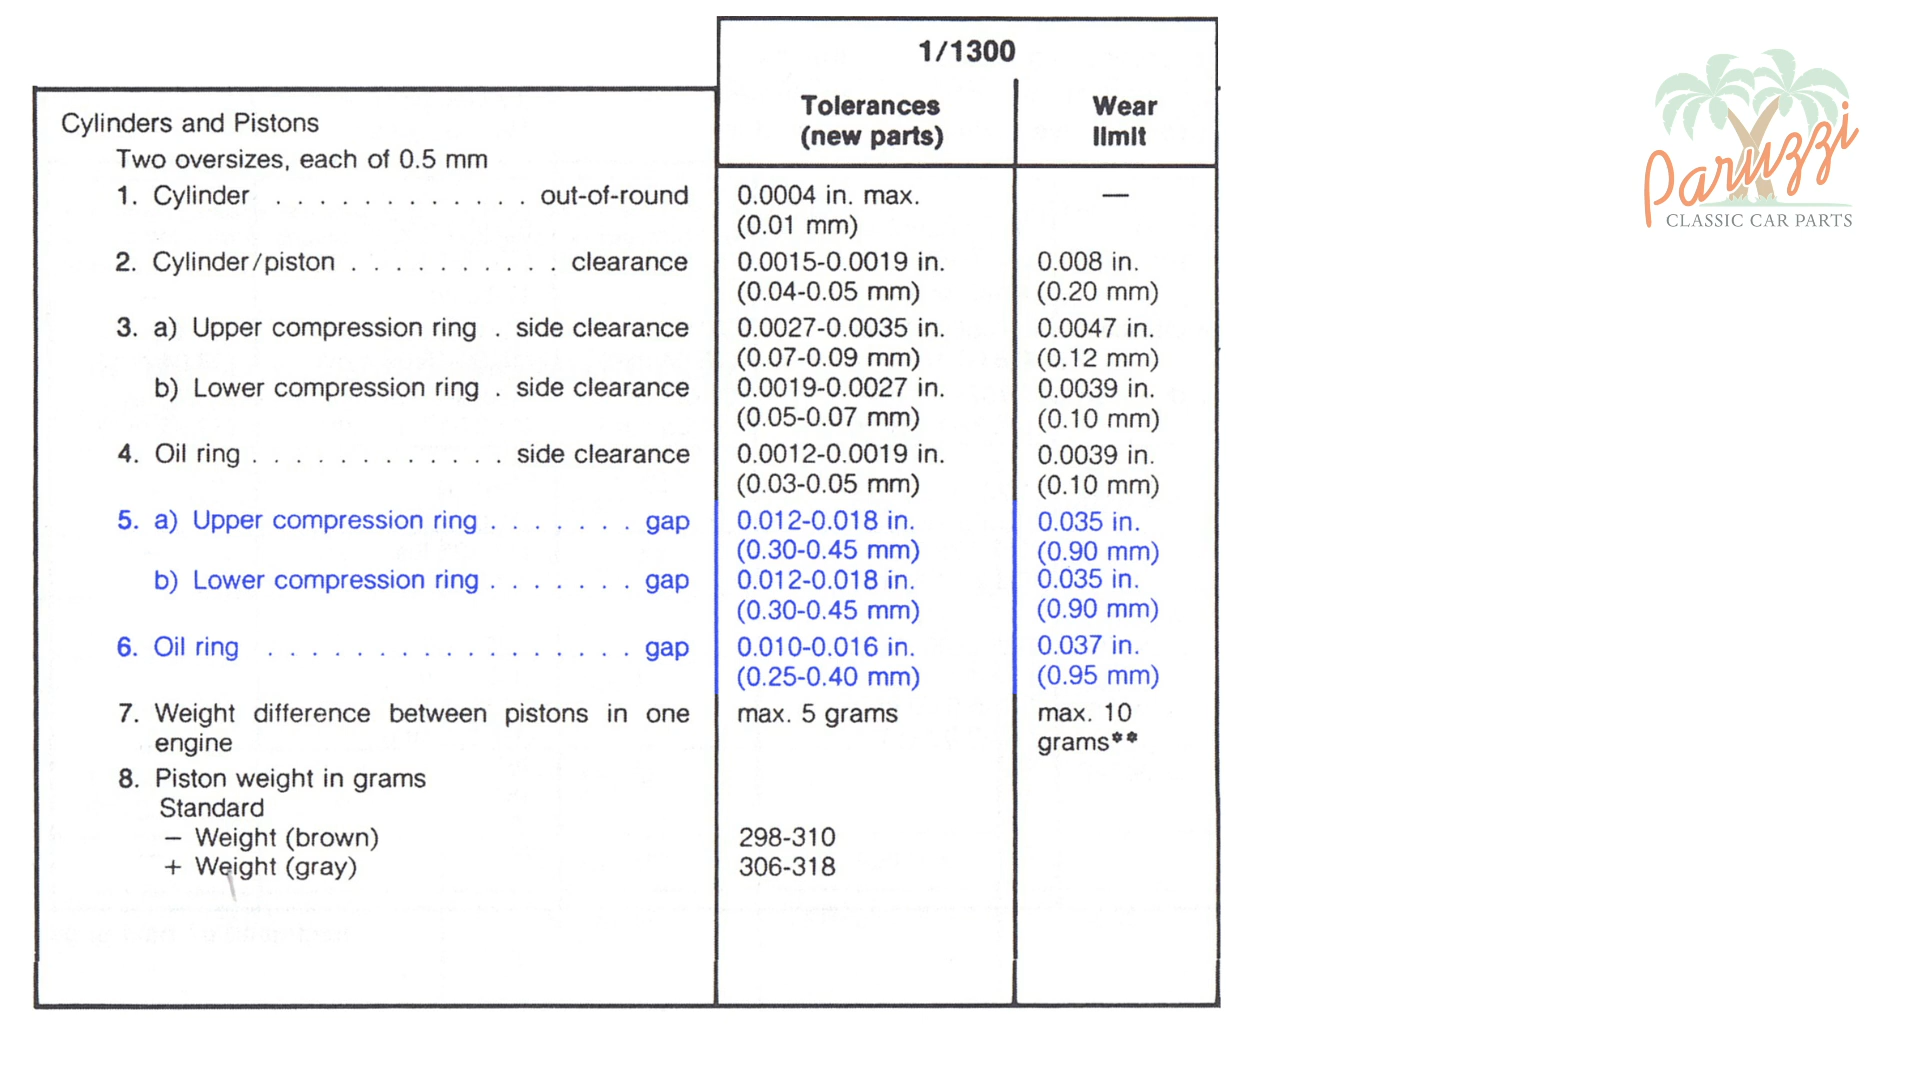 1/1300
Tolerances
(new parts)
Wear
limit
Cylinders and Pistons
Two oversizes, each of 0.5 mm
1. Cylinder . . . . . . . . . . . . . out-of-round 0.0004 in. max. —
(0.01 mm)
2. Cylinder/piston . . . . . . . . . . clearance 0.0015-0.0019 in. 0.008 in.
(0.04-0.05 mm) (0.20 mm)
3. a) Upper compression ring . side clearance 0.0027-0.0035 in. 0.0047 in.
(0.07-0.09 mm) (0.12 mm)
b) Lower compression ring . side clearance 0.0019-0.0027 in. 0.0039 in.
(0.05-0.07 mm) (0.10 mm)
4. Oil ring . . . . . . . . . . . . . side clearance 0.0012-0.0019 in. 0.0039 in.
(0.03-0.05 mm) (0.10 mm)
5. a) Upper compression ring . . . . . . . gap 0.012-0.018 in. 0.035 in.
(0.30-0.45 mm) (0.90 mm)
b) Lower compression ring . . . . . . . gap 0.012-0.018 in. 0.035 in.
(0.30-0.45 mm) (0.90 mm)
6. Oil ring . . . . . . . . . . . . . . . . . gap 0.010-0.016 in. 0.037 in.
(0.25-0.40 mm) (0.95 mm)
7. Weight difference between pistons in one max. 5 grams max. 10
engine grams**
8. Piston weight in grams
Standard
— Weight (brown) 298-310
+ Weight (gray) 306-318
Paruzzi
CLASSIC CAR PARTS